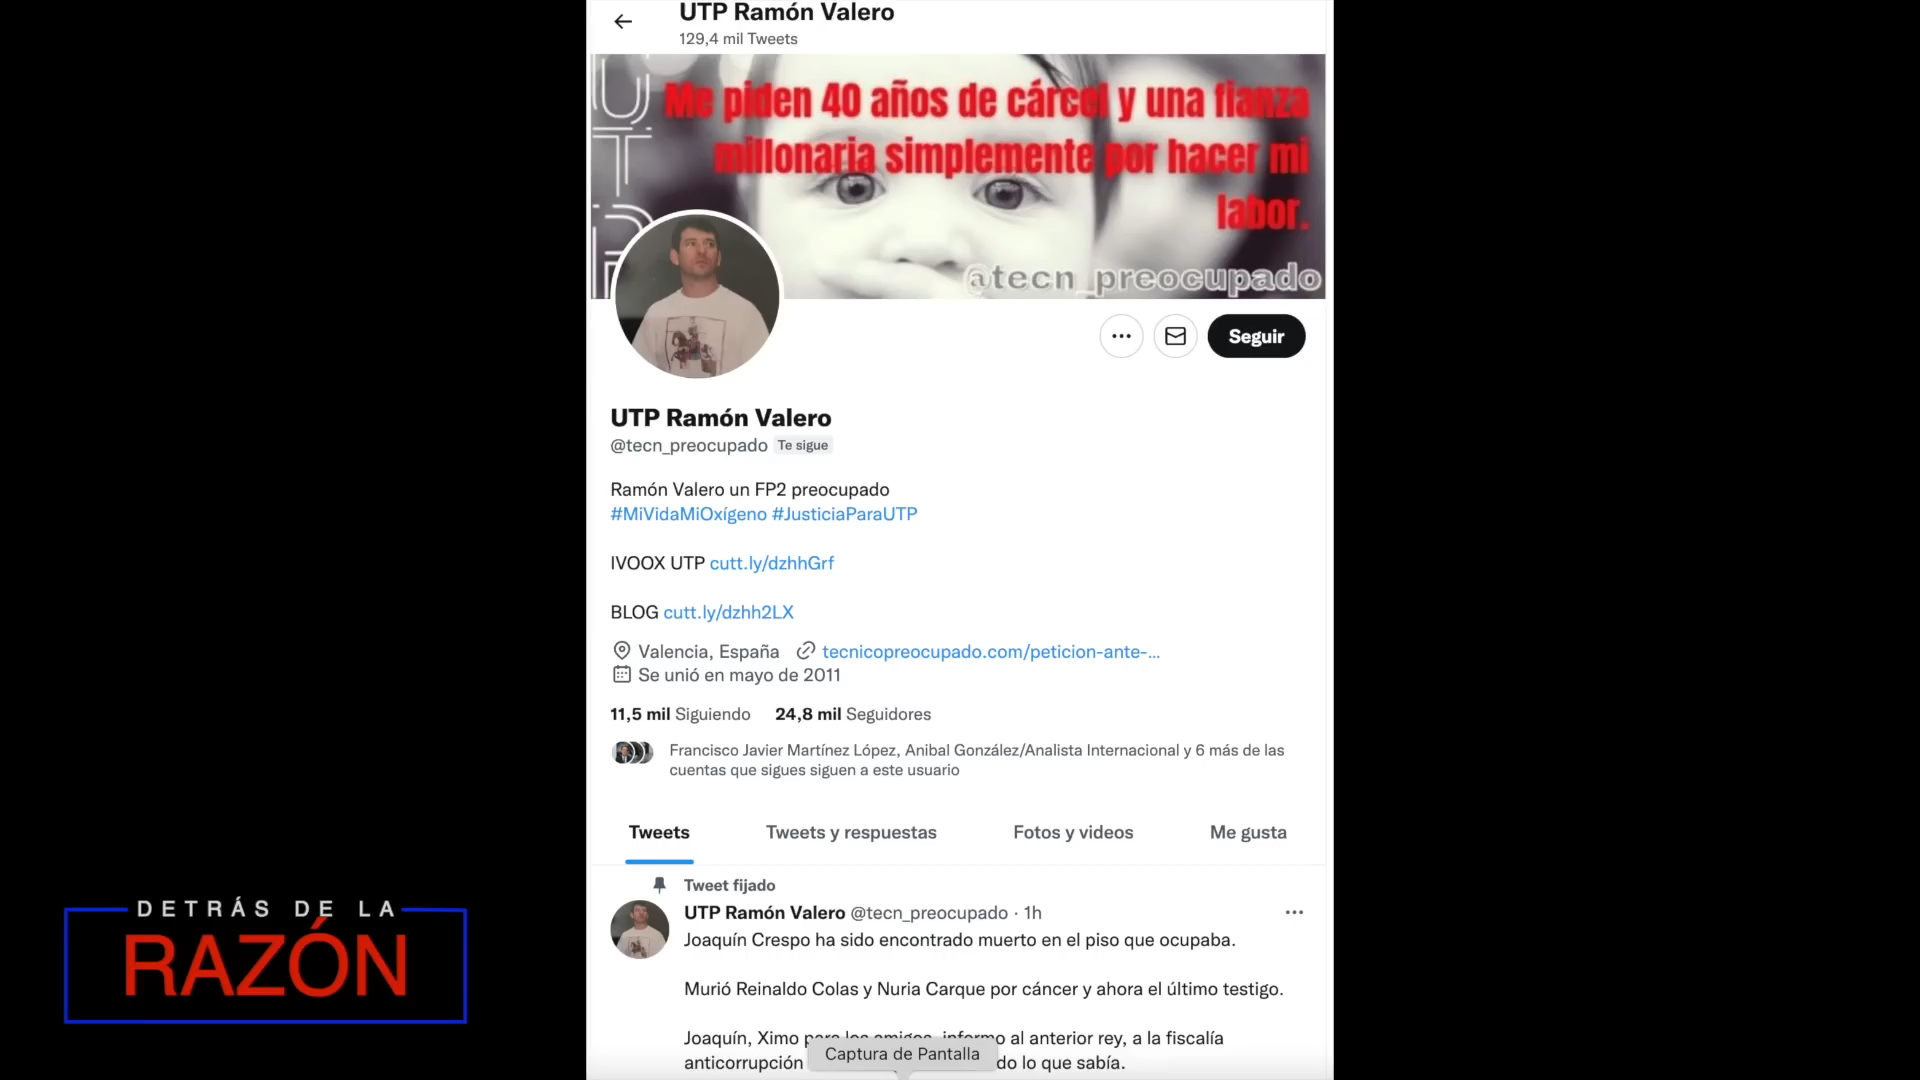 UTP Ramón Valero
129,4 mil Tweets
UTP
Me piden 40 años de cárcel y una fianza
millonaria simplemente por hacer mi
labor.
@tecn_preocupado
Seguir
UTP Ramón Valero
@tecn_preocupado Te sigue
Ramón Valero un FP2 preocupado
#MiVidaMiOxígeno #JusticiaParaUTP
IVOOX UTP cutt.ly/dzhhGrf
BLOG cutt.ly/dzhh2LX
Valencia, España tecnicopreocupado.com/peticion-ante-...
Se unió en mayo de 2011
11,5 mil Siguiendo 24,8 mil Seguidores
Francisco Javier Martínez López, Anibal González/Analista Internacional y 6 más de las
cuentas que sigues siguen a este usuario
Tweets Tweets y respuestas Fotos y videos Me gusta
Tweet fijado
UTP Ramón Valero @tecn_preocupado · 1h
Joaquín Crespo ha sido encontrado muerto en el piso que ocupaba.
Murió Reinaldo Colas y Nuria Carque por cáncer y ahora el último testigo.
Joaquín, Ximo para los amigos, informo al anterior rey, a la fiscalía
anticorrupción do lo que sabía.
Captura de Pantalla
DETRÁS DE LA
RAZÓN